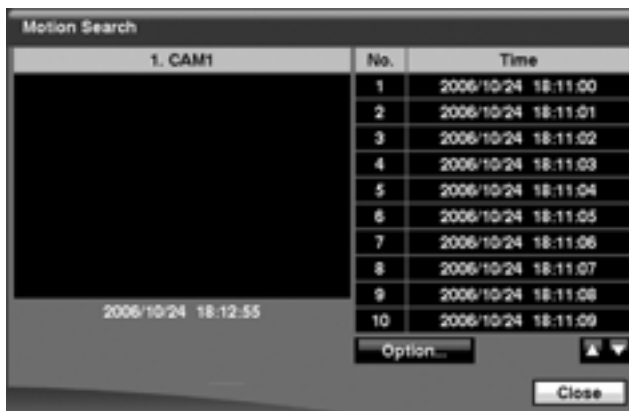 Motion Search
1. CAM1
No. Time
1 2006/10/24 18:11:00
2 2006/10/24 18:11:01
3 2006/10/24 18:11:02
4 2006/10/24 18:11:03
5 2006/10/24 18:11:04
6 2006/10/24 18:11:05
7 2006/10/24 18:11:06
8 2006/10/24 18:11:07
9 2006/10/24 18:11:08
10 2006/10/24 18:11:09
2006/10/24 18:12:55
Option...
Close